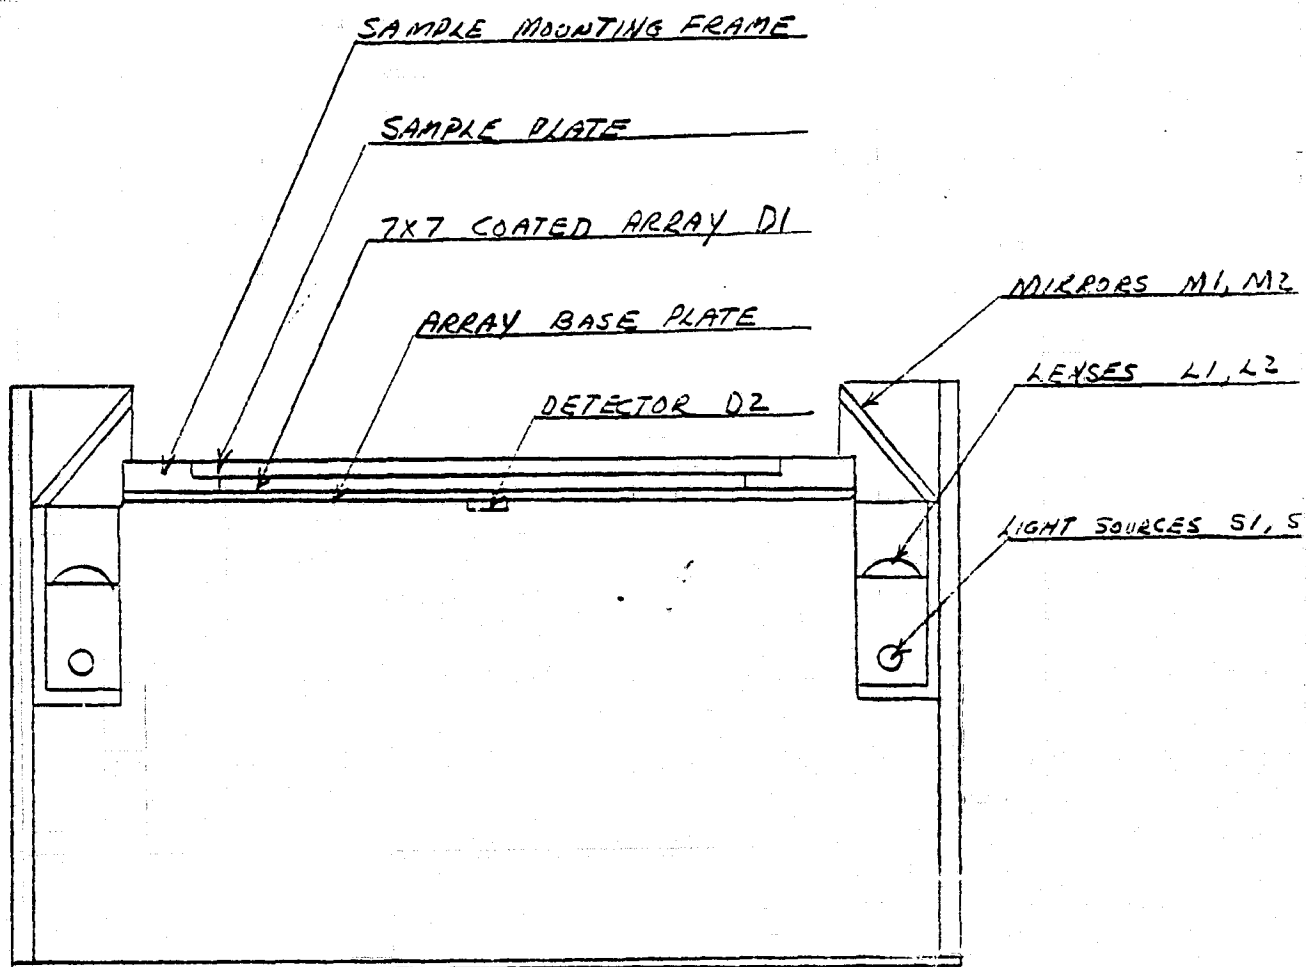 SAMPLE MOUNTING FRAME
SAMPLE PLATE
7X7 COATED ARRAY D1
ARRAY BASE PLATE
DETECTOR D2
MIRRORS M1, M2
LENSES L1, L2
LIGHT SOURCES S1, S